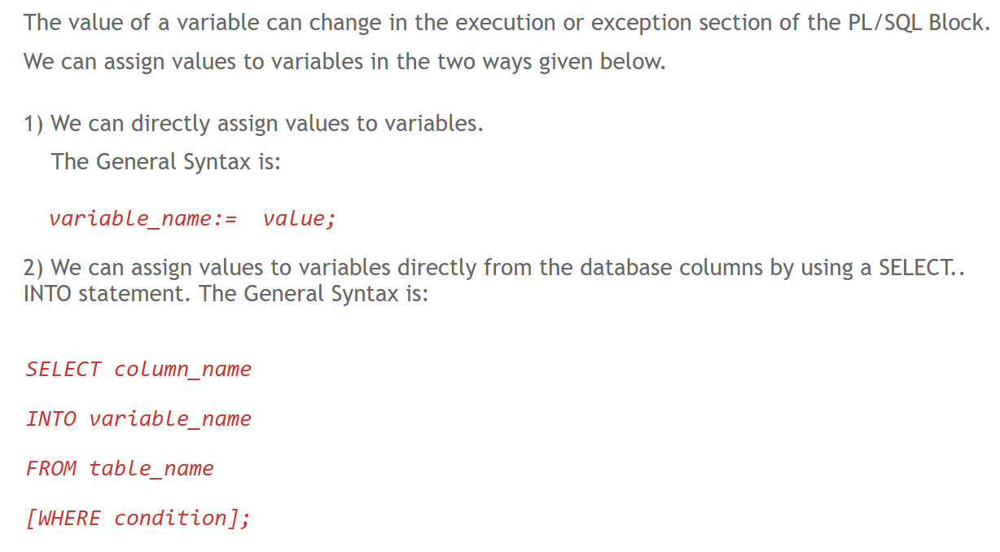 The value of a variable can change in the execution or exception section of the PL/SQL Block.
We can assign values to variables in the two ways given below.
1) We can directly assign values to variables.
The General Syntax is:
variable_name:=  value;
2) We can assign values to variables directly from the database columns by using a SELECT..
INTO statement. The General Syntax is:
SELECT column_name
INTO variable_name
FROM table_name
[WHERE condition];